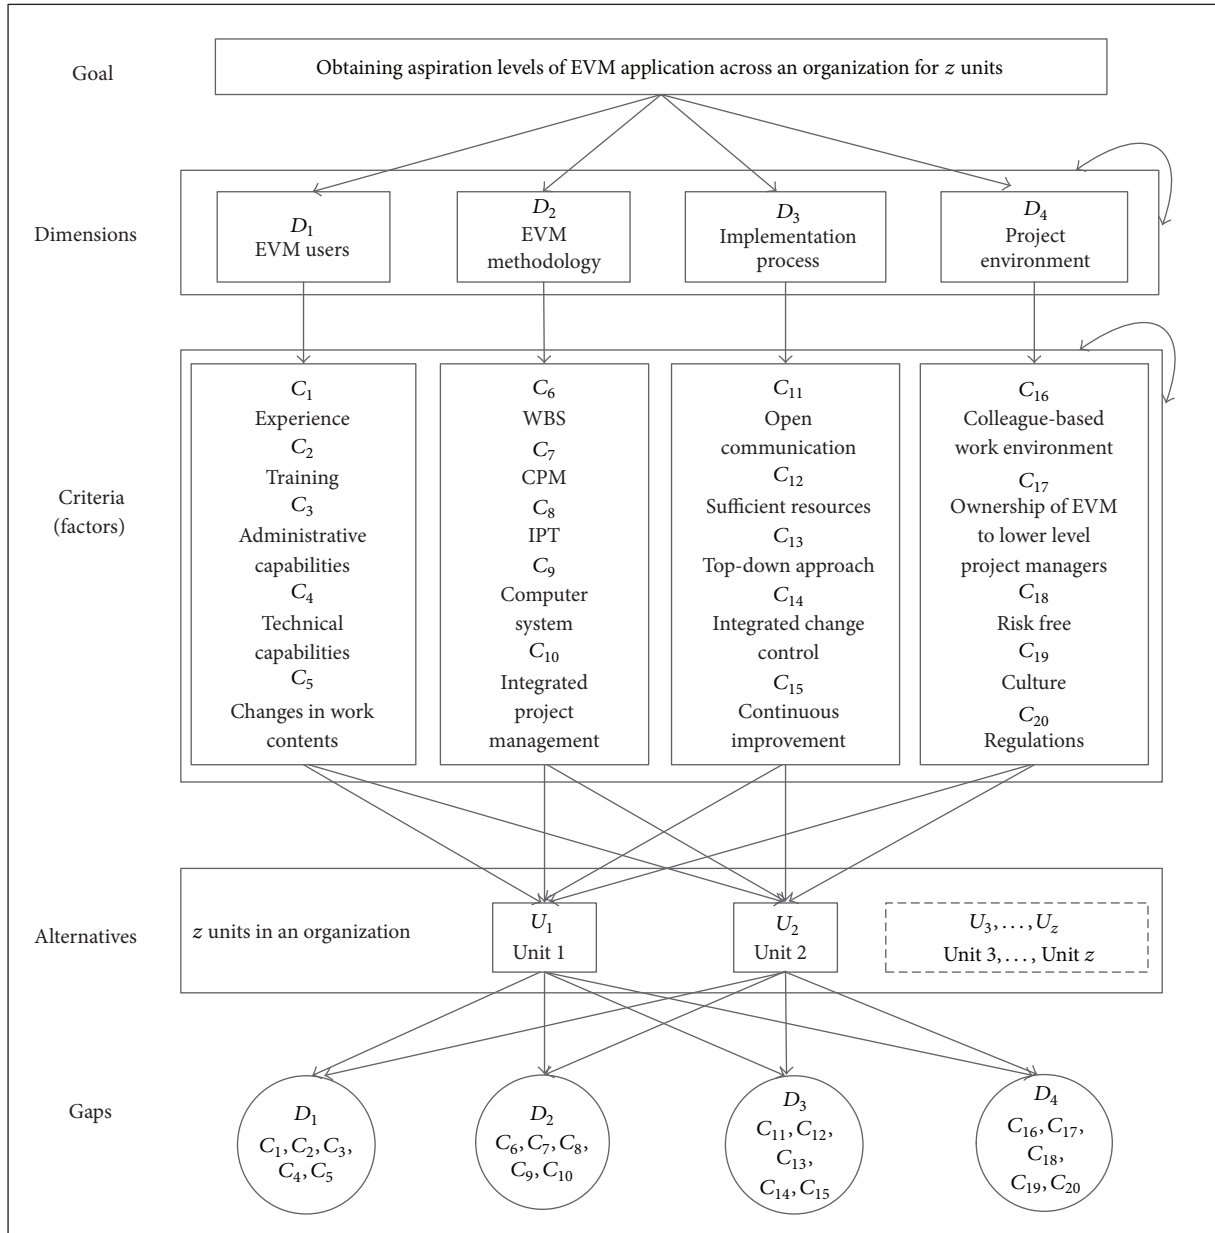 Goal
Obtaining aspiration levels of EVM application across an organization for z units
Dimensions
D1
EVM users
D2
EVM
methodology
D3
Implementation
process
D4
Project
environment
Criteria
(factors)
C1
Experience
C2
Training
C3
Administrative
capabilities
C4
Technical
capabilities
C5
Changes in work
contents
C6
WBS
C7
CPM
C8
IPT
C9
Computer
system
C10
Integrated
project
management
C11
Open
communication
C12
Sufficient resources
C13
Top-down approach
C14
Integrated change
control
C15
Continuous
improvement
C16
Colleague-based
work environment
C17
Ownership of EVM
to lower level
project managers
C18
Risk free
C19
Culture
C20
Regulations
Alternatives
z units in an organization
U1
Unit 1
U2
Unit 2
U3, . . . , Uz
Unit 3, . . . , Unit z
Gaps
D1
C1, C2, C3,
C4, C5
D2
C6, C7, C8,
C9, C10
D3
C11, C12,
C13,
C14, C15
D4
C16, C17,
C18,
C19, C20